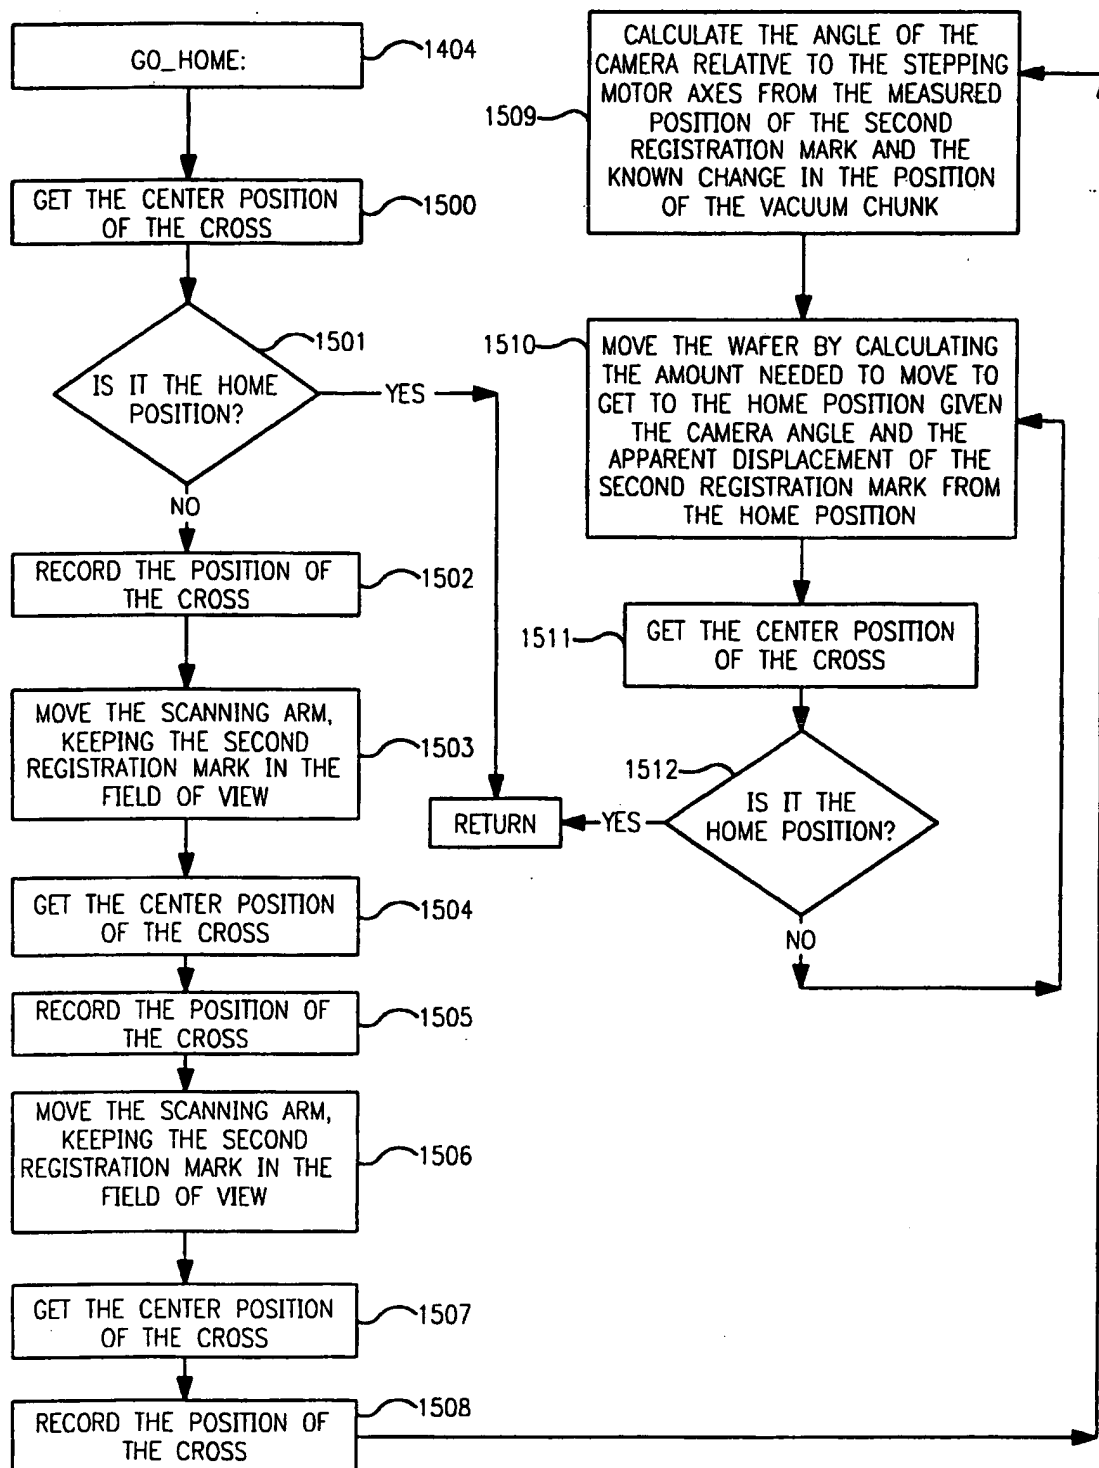 GO_HOME:
1404
GET THE CENTER POSITION
OF THE CROSS
1500
1501
IS IT THE HOME
POSITION?
YES
NO
RECORD THE POSITION OF
THE CROSS
1502
MOVE THE SCANNING ARM,
KEEPING THE SECOND
REGISTRATION MARK IN THE
FIELD OF VIEW
1503
GET THE CENTER POSITION
OF THE CROSS
1504
RECORD THE POSITION OF
THE CROSS
1505
MOVE THE SCANNING ARM,
KEEPING THE SECOND
REGISTRATION MARK IN THE
FIELD OF VIEW
1506
GET THE CENTER POSITION
OF THE CROSS
1507
RECORD THE POSITION OF
THE CROSS
1508
CALCULATE THE ANGLE OF THE
CAMERA RELATIVE TO THE STEPPING
MOTOR AXES FROM THE MEASURED
POSITION OF THE SECOND
REGISTRATION MARK AND THE
KNOWN CHANGE IN THE POSITION
OF THE VACUUM CHUNK
1509
1510
MOVE THE WAFER BY CALCULATING
THE AMOUNT NEEDED TO MOVE TO
GET TO THE HOME POSITION GIVEN
THE CAMERA ANGLE AND THE
APPARENT DISPLACEMENT OF THE
SECOND REGISTRATION MARK FROM
THE HOME POSITION
1511
GET THE CENTER POSITION
OF THE CROSS
1512
IS IT THE
HOME POSITION?
YES
RETURN
NO